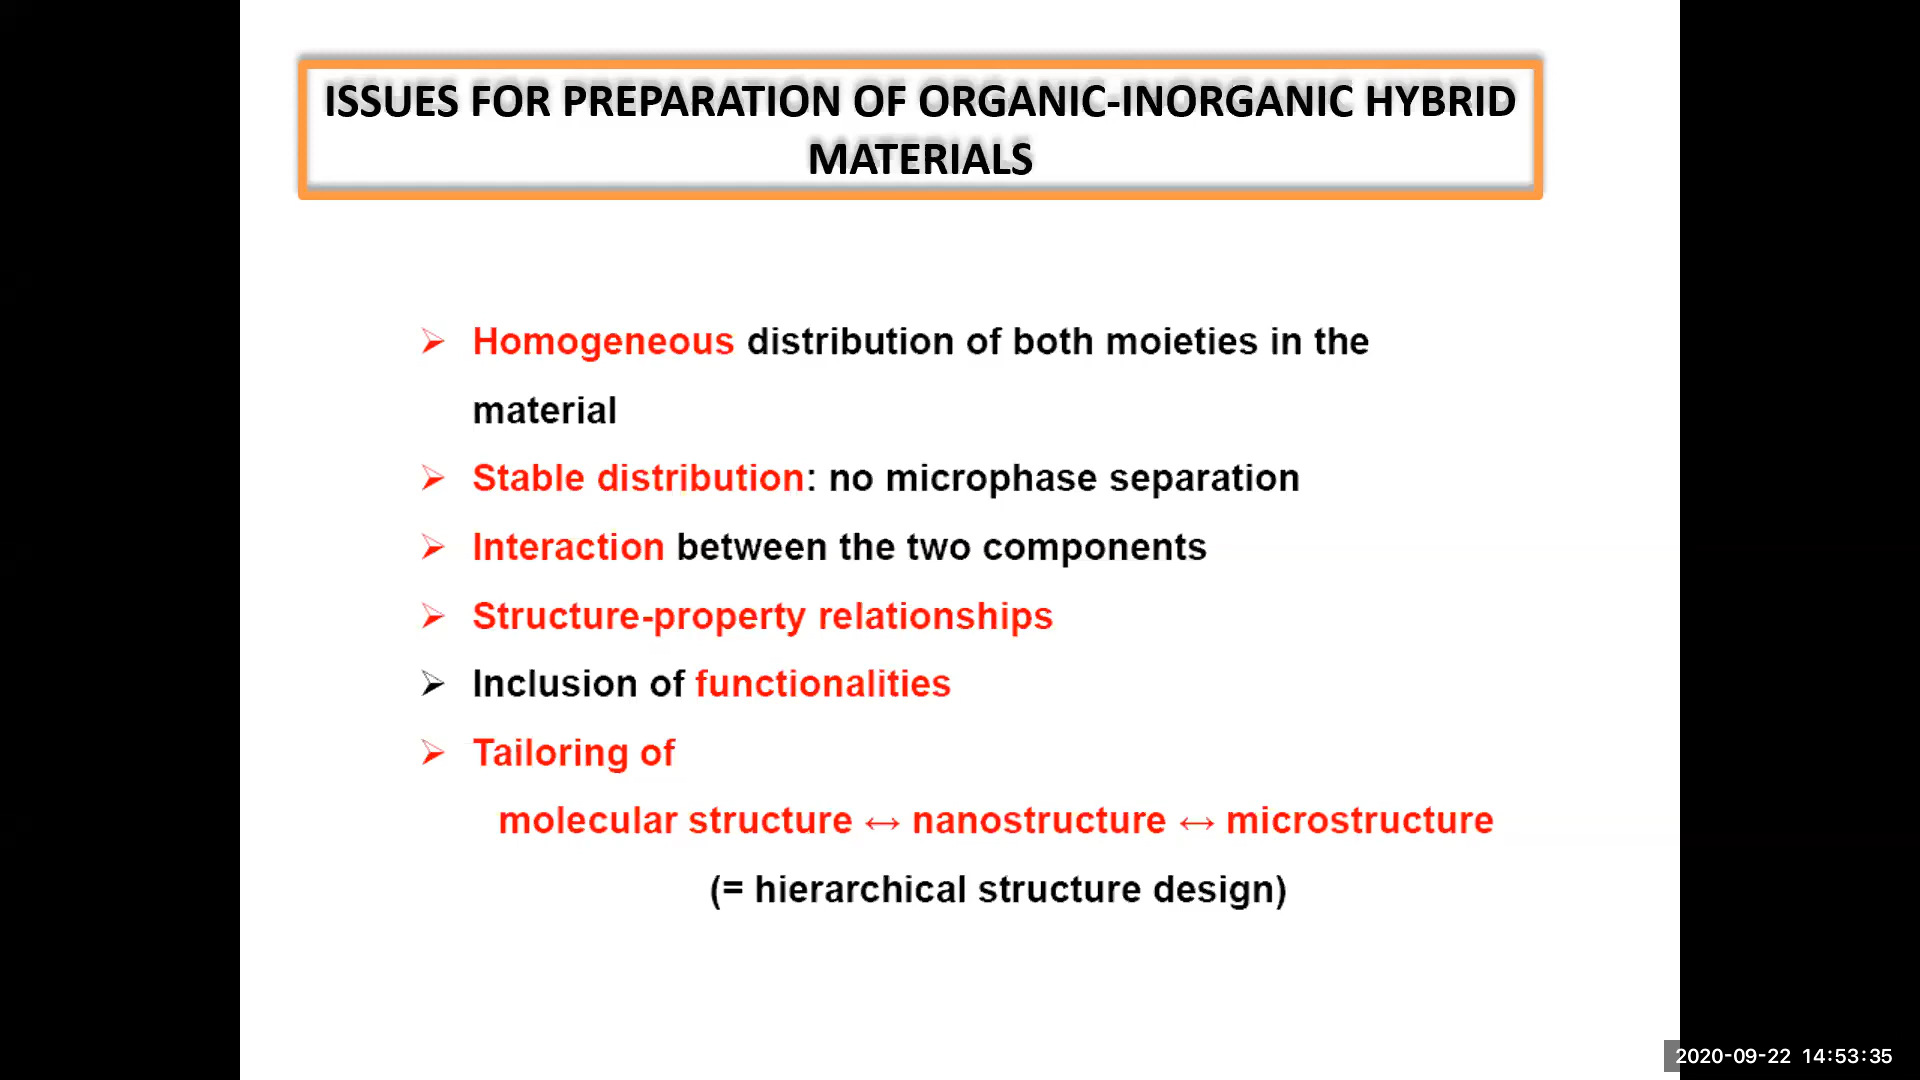 ISSUES FOR PREPARATION OF ORGANIC-INORGANIC HYBRID
MATERIALS
➢ Homogeneous distribution of both moieties in the
material
➢ Stable distribution: no microphase separation
➢ Interaction between the two components
➢ Structure-property relationships
➢ Inclusion of functionalities
➢ Tailoring of
molecular structure ↔ nanostructure ↔ microstructure
(= hierarchical structure design)
2020-09-22 14:53:35